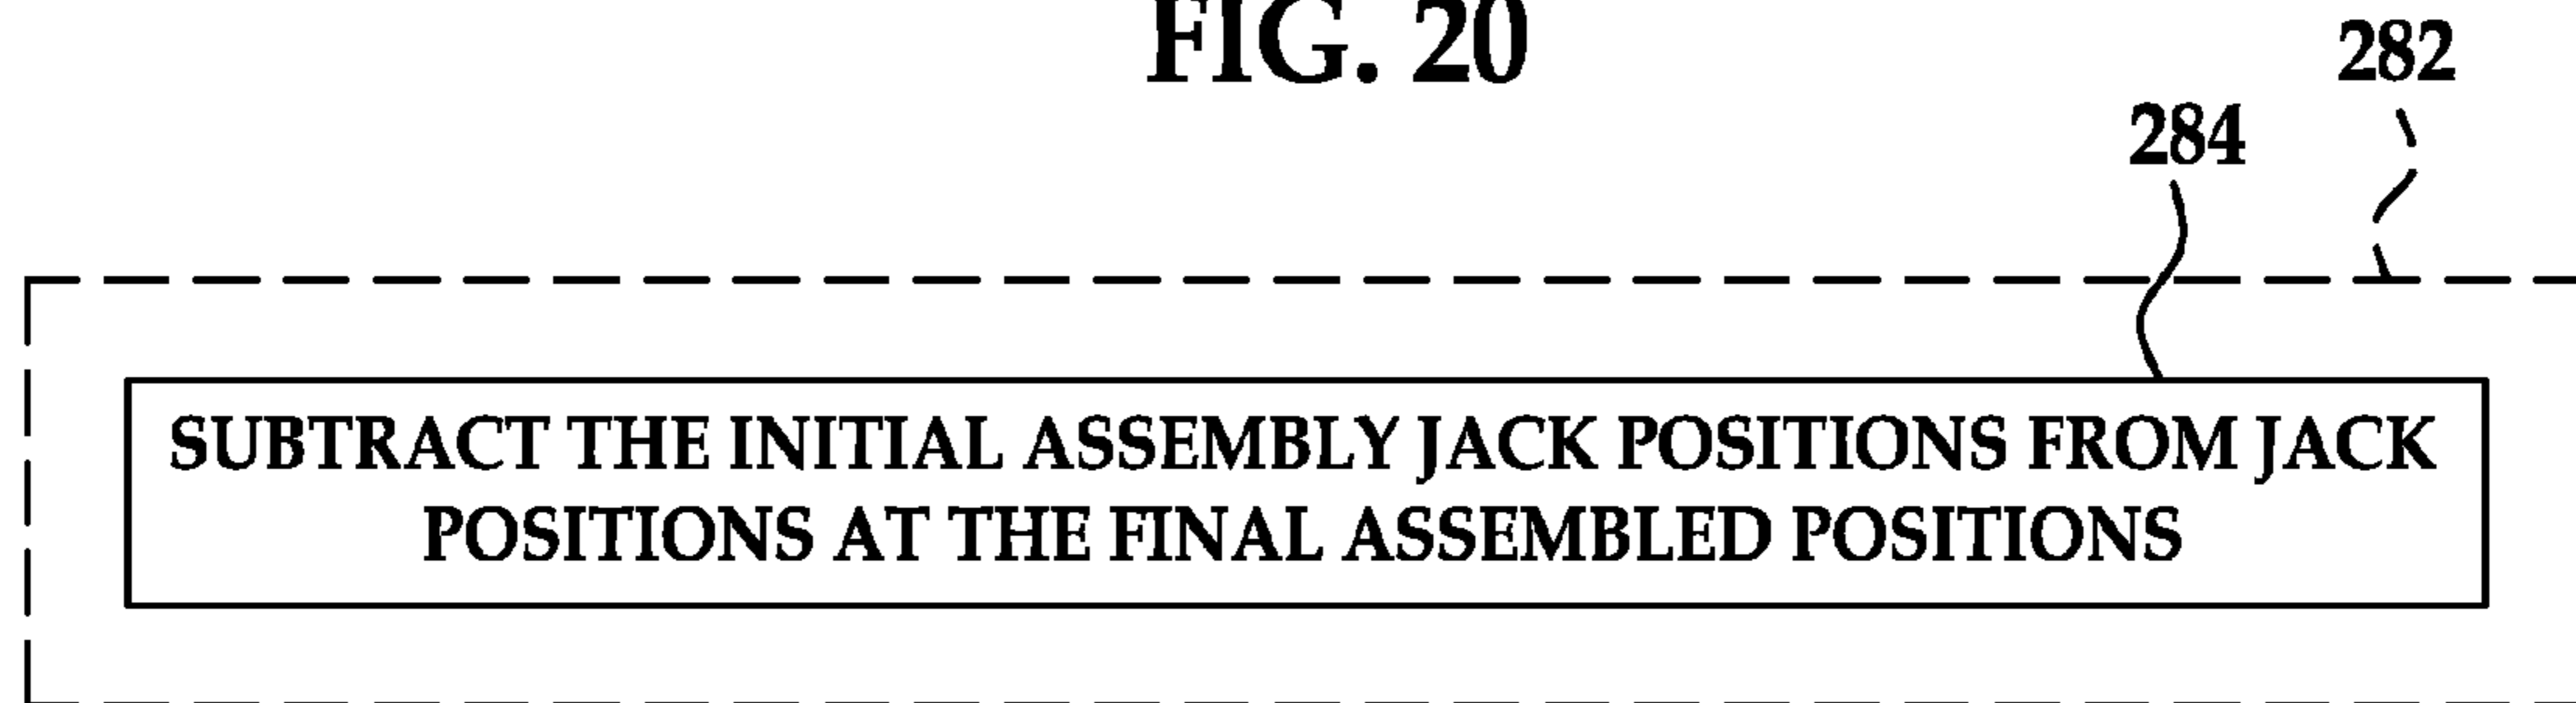 FIG. 20
282
284
SUBTRACT THE INITIAL ASSEMBLY JACK POSITIONS FROM JACK
POSITIONS AT THE FINAL ASSEMBLED POSITIONS